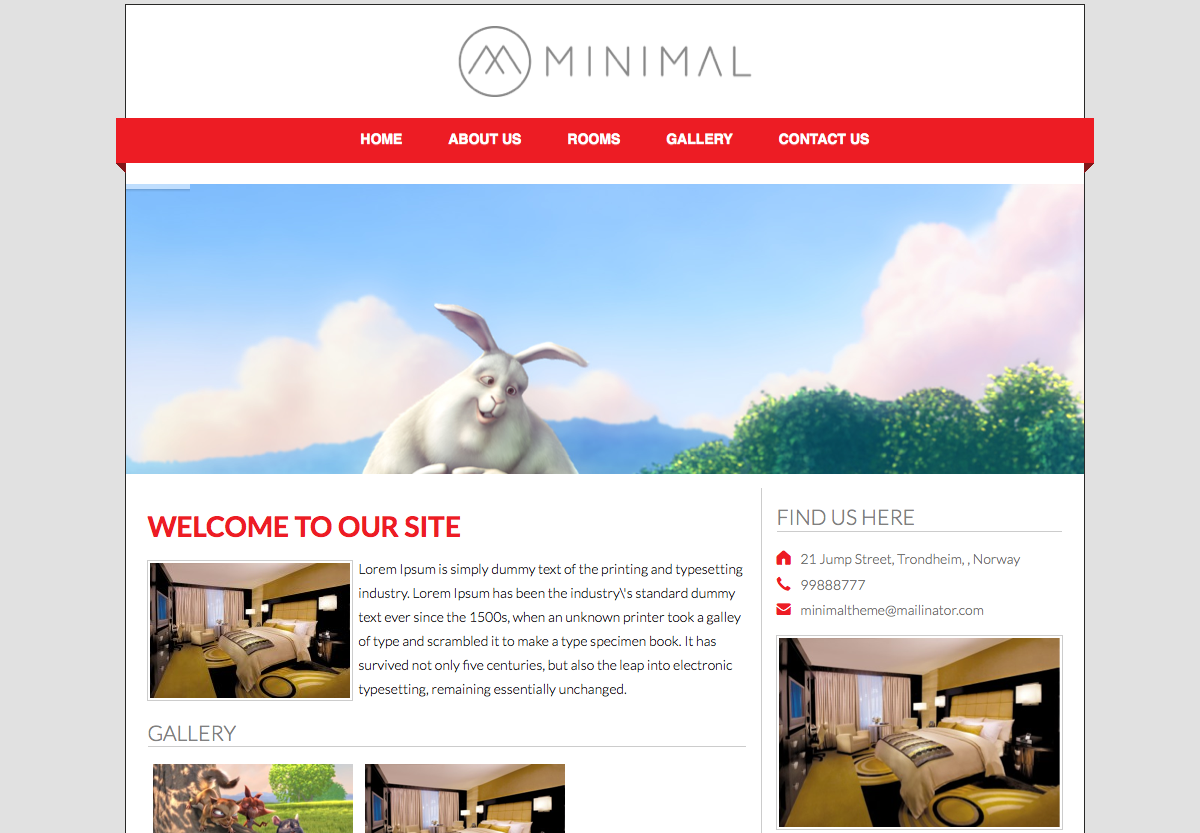 MINIMAL
HOME ABOUT US ROOMS GALLERY CONTACT US
WELCOME TO OUR SITE
Lorem Ipsum is simply dummy text of the printing and typesetting
industry. Lorem Ipsum has been the industry\'s standard dummy
text ever since the 1500s, when an unknown printer took a galley
of type and scrambled it to make a type specimen book. It has
survived not only five centuries, but also the leap into electronic
typesetting, remaining essentially unchanged.
GALLERY
FIND US HERE
21 Jump Street, Trondheim, , Norway
99888777
minimaltheme@mailinator.com